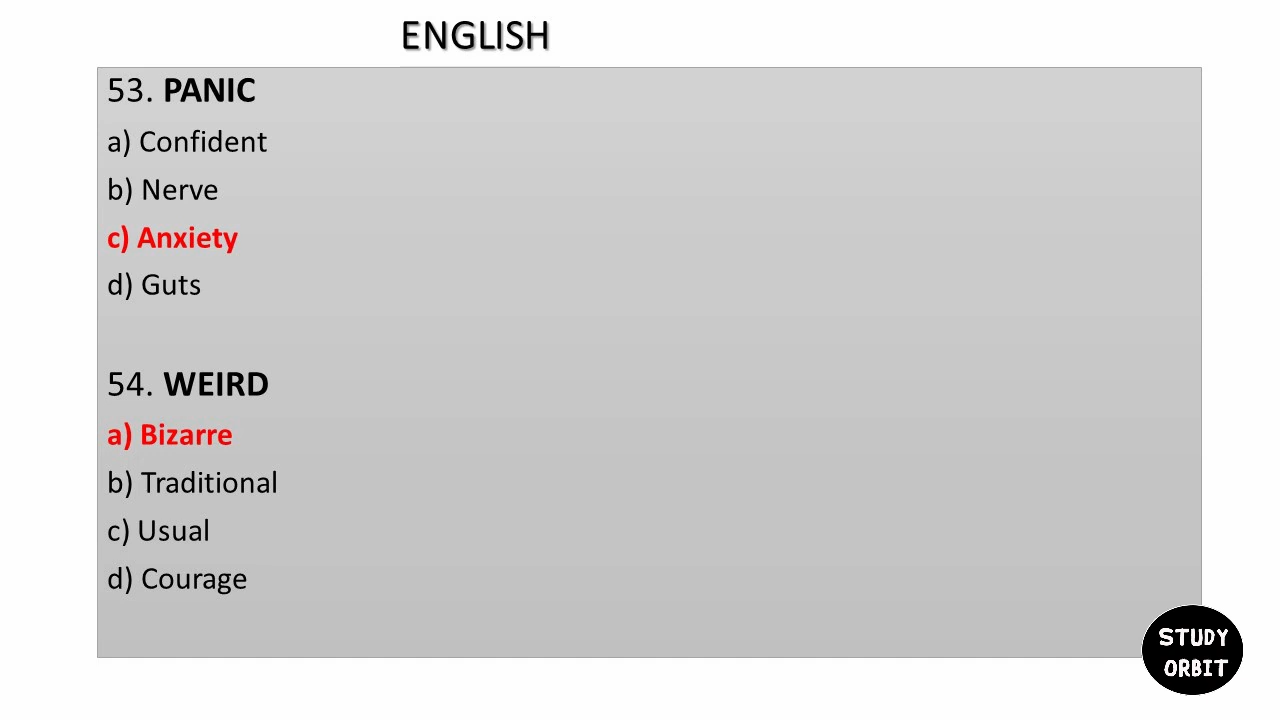 ENGLISH
53. PANIC
a) Confident
b) Nerve
c) Anxiety
d) Guts
54. WEIRD
a) Bizarre
b) Traditional
c) Usual
d) Courage
STUDY
ORBIT